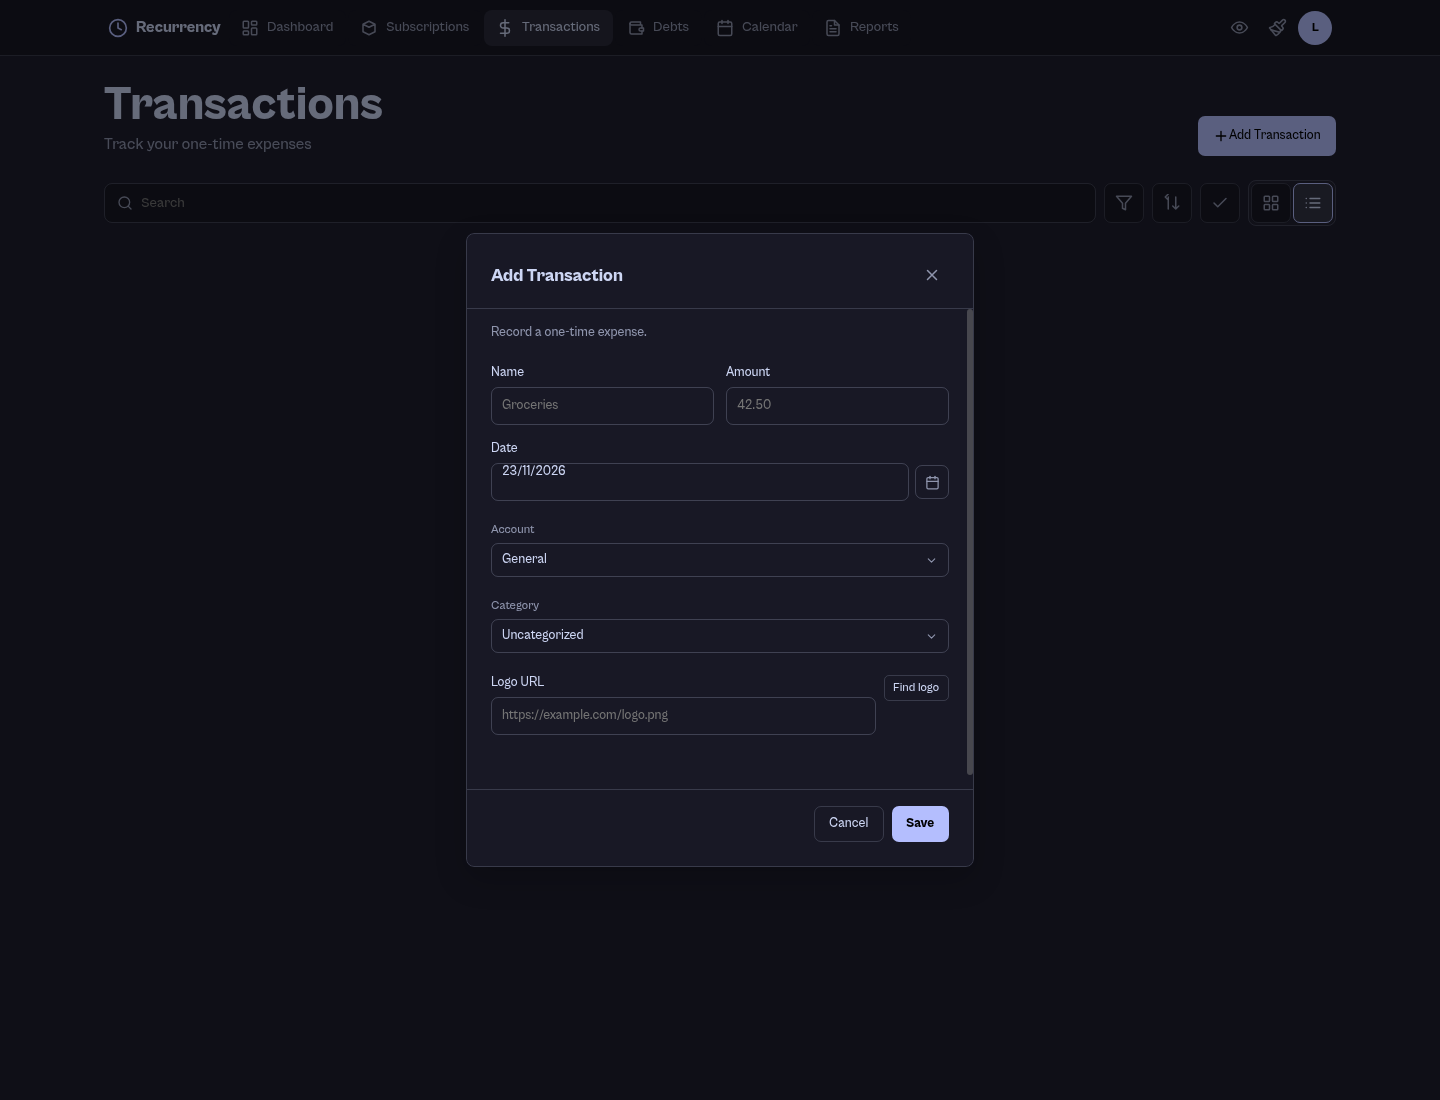 Recurrency Dashboard Subscriptions Transactions Debts Calendar Reports L
Transactions
Track your one-time expenses
Add Transaction
Search
Add Transaction
Record a one-time expense.
Name Amount
Groceries 42.50
Date
23/11/2026
Account
General
Category
Uncategorized
Logo URL Find logo
https://example.com/logo.png
Cancel Save